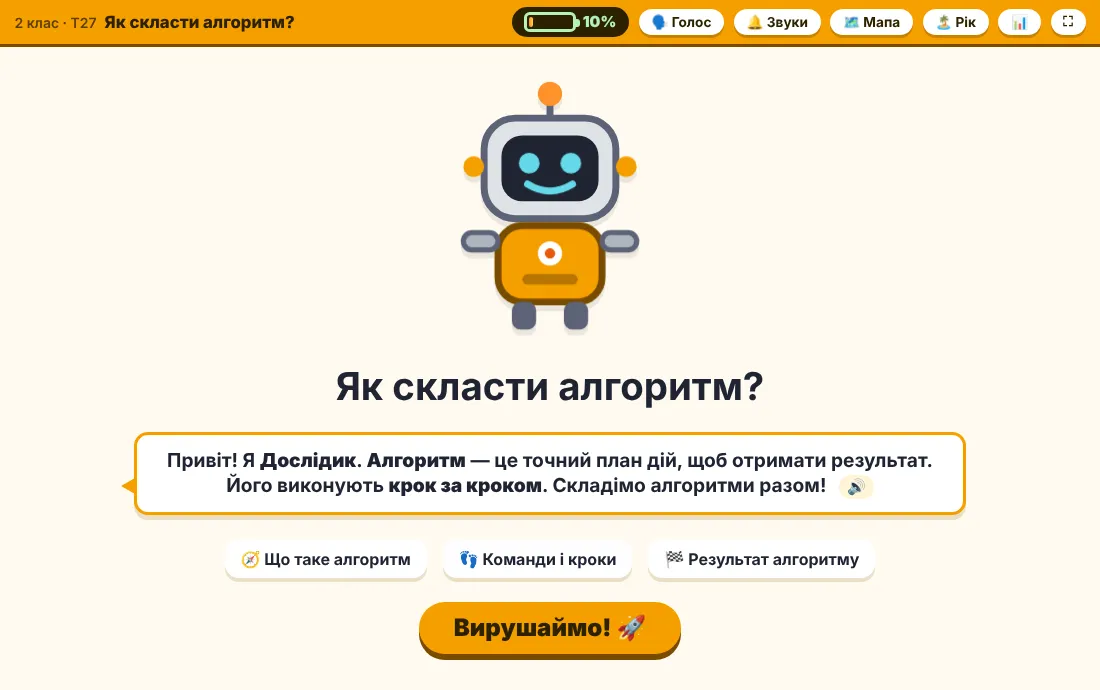 2 клас · T27 Як скласти алгоритм?
10%
Голос
Звуки
Мапа
Рік
Як скласти алгоритм?
Привіт! Я Дослідик. Алгоритм — це точний план дій, щоб отримати результат.
Його виконують крок за кроком. Складімо алгоритми разом!
Що таке алгоритм
Команди і кроки
Результат алгоритму
Вирушаймо!